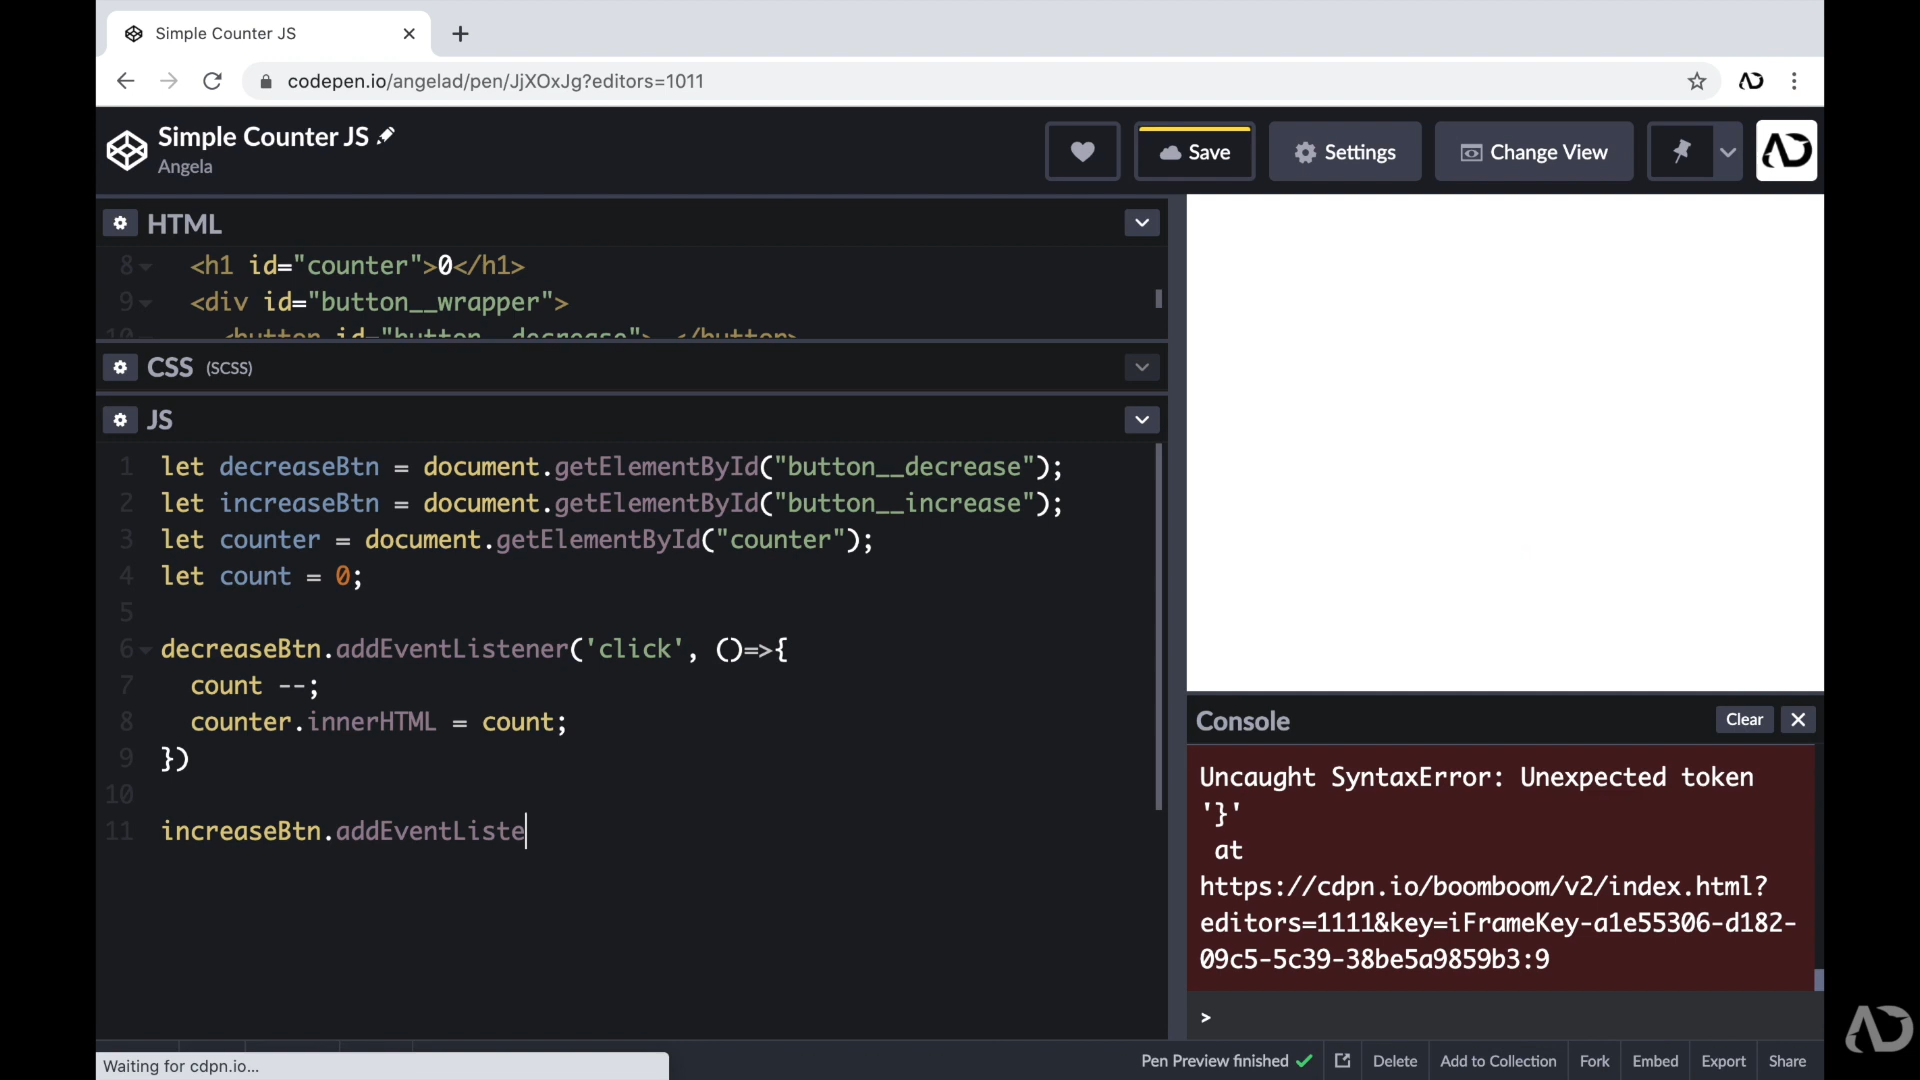 Simple Counter JS
codepen.io/angelad/pen/JjXOxJg?editors=1011
Simple Counter JS
Angela
Save
Settings
Change View
HTML
8 <h1 id="counter">0</h1>
9 <div id="button__wrapper">
10 <button id="button__decrease">-</button>
CSS (SCSS)
JS
1 let decreaseBtn = document.getElementById("button__decrease");
2 let increaseBtn = document.getElementById("button__increase");
3 let counter = document.getElementById("counter");
4 let count = 0;
5
6 decreaseBtn.addEventListener('click', ()=>{
7 count --;
8 counter.innerHTML = count;
9 })
10
11 increaseBtn.addEventListe
Console
Clear
Uncaught SyntaxError: Unexpected token
'}'
at
https://cdpn.io/boomboom/v2/index.html?
editors=1111&key=iFrameKey-a1e55306-d182-
09c5-5c39-38be5a9859b3:9
>
Waiting for cdpn.io...
Pen Preview finished
Delete
Add to Collection
Fork
Embed
Export
Share